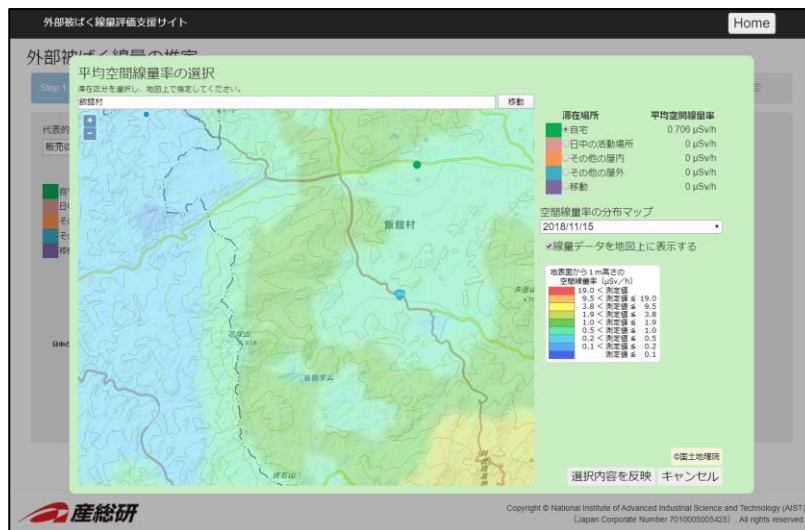 外部被ばく線量評価支援サイト
Home
平均空間線量率の選択
滞在区分を選択し、地図上で指定してください。
飯舘村
移動
+
−
飯舘村
花塚山
岩部ダム
滞在場所 平均空間線量率
自宅 0.706 μSv/h
日中の活動場所 0 μSv/h
その他の屋内 0 μSv/h
その他の屋外 0 μSv/h
移動 0 μSv/h
空間線量率の分布マップ
2018/11/15
線量データを地図上に表示する
地表面から1m高さの
空間線量率(μSv/h)
19.0 < 測定値
9.5 < 測定値 ≦ 19.0
3.8 < 測定値 ≦ 9.5
1.9 < 測定値 ≦ 3.8
1.0 < 測定値 ≦ 1.9
0.5 < 測定値 ≦ 1.0
0.2 < 測定値 ≦ 0.5
0.1 < 測定値 ≦ 0.2
測定値 ≦ 0.1
©国土地理院
選択内容を反映
キャンセル
Step 1
代表的
産総研
Copyright © National Institute of Advanced Industrial Science and Technology (AIST)
(Japan Corporate Number 7010005005425). All rights reserved.